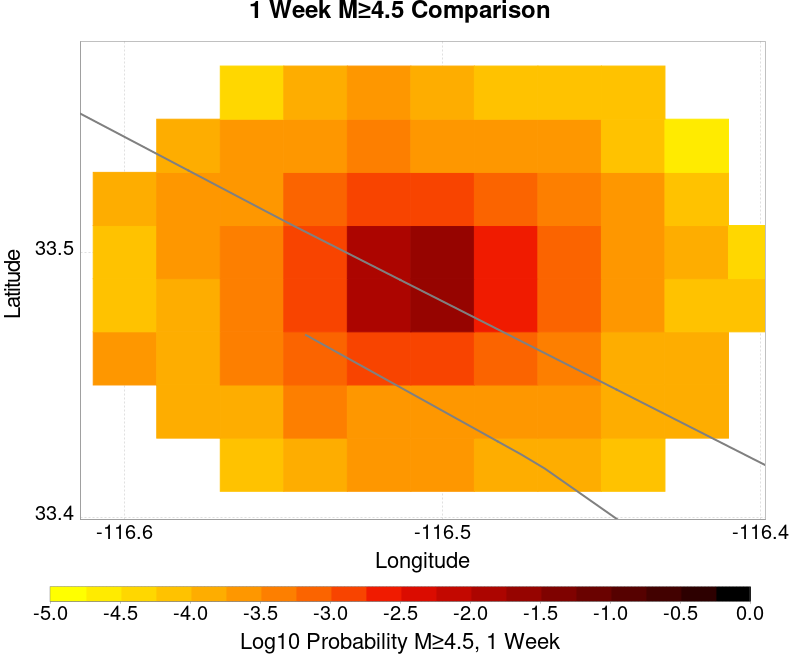 1 Week M≥4.5 Comparison
Latitude
33.5
33.4
-116.6 -116.5 -116.4
Longitude
-5.0 -4.5 -4.0 -3.5 -3.0 -2.5 -2.0 -1.5 -1.0 -0.5 0.0
Log10 Probability M≥4.5, 1 Week